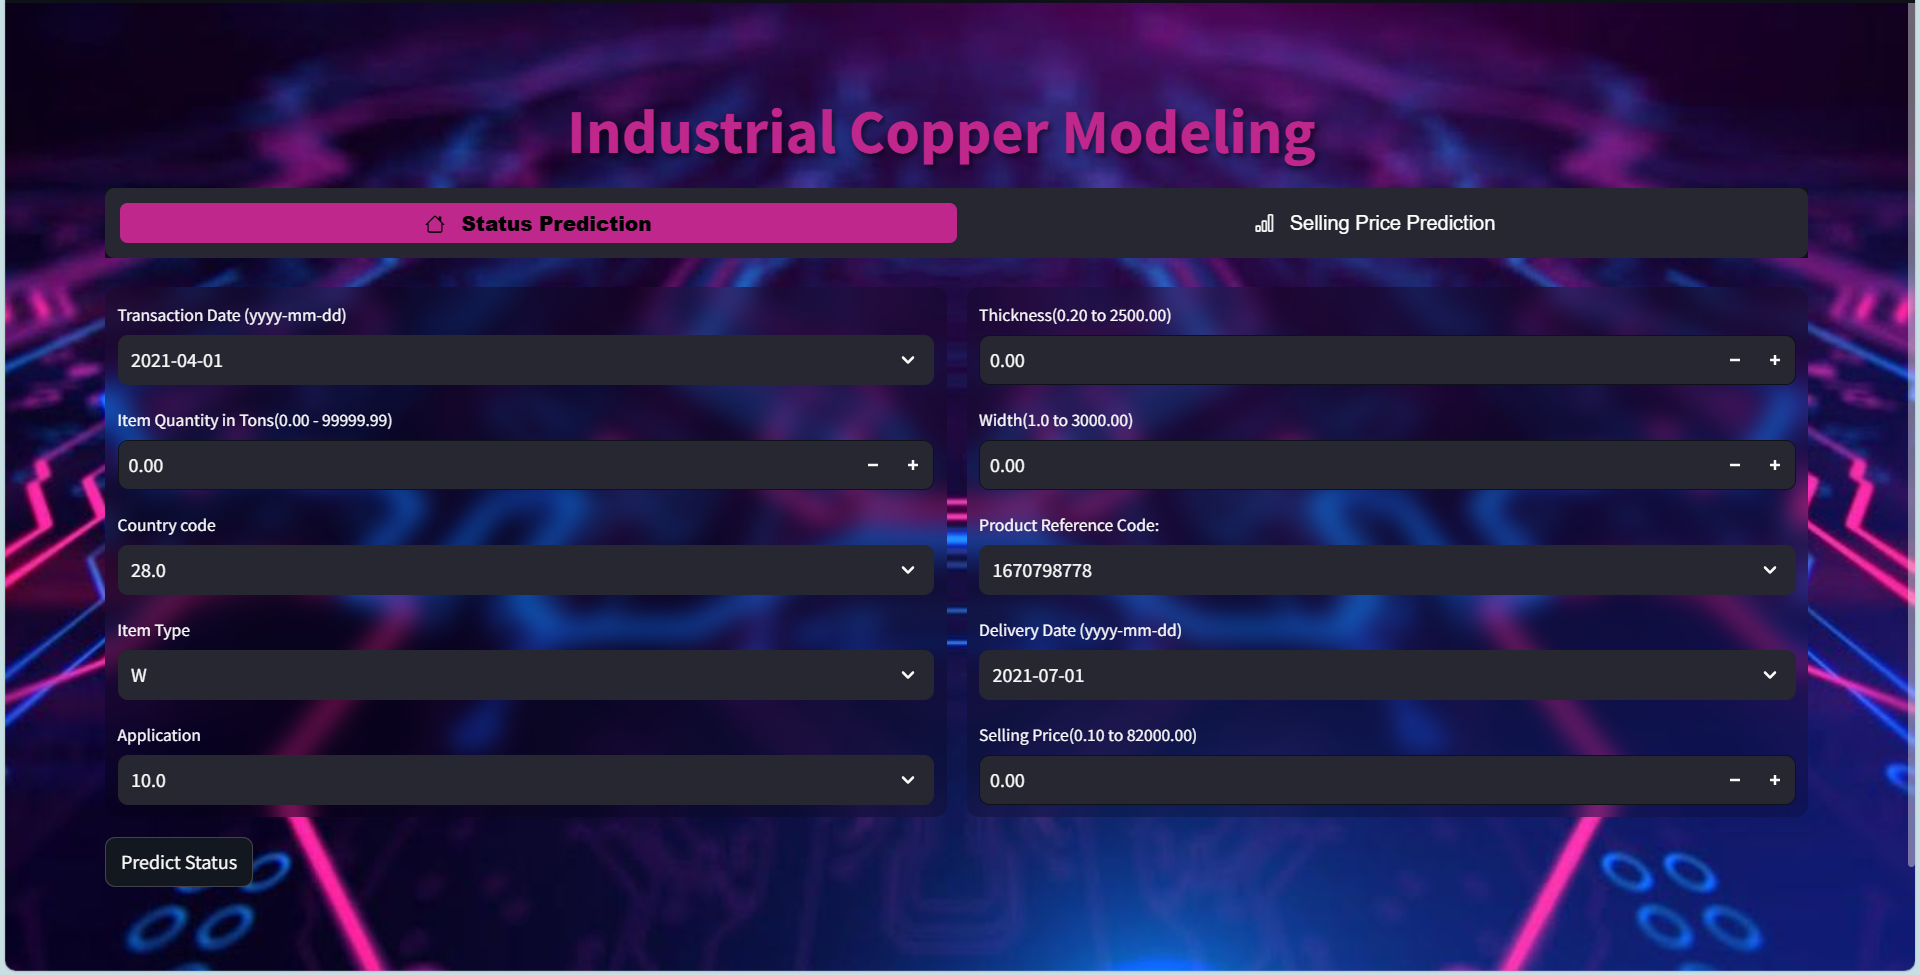 Industrial Copper Modeling
Status Prediction
Selling Price Prediction
Transaction Date (yyyy-mm-dd)
2021-04-01
Item Quantity in Tons(0.00 - 99999.99)
0.00
Country code
28.0
Item Type
W
Application
10.0
Thickness(0.20 to 2500.00)
0.00
Width(1.0 to 3000.00)
0.00
Product Reference Code:
1670798778
Delivery Date (yyyy-mm-dd)
2021-07-01
Selling Price(0.10 to 82000.00)
0.00
Predict Status